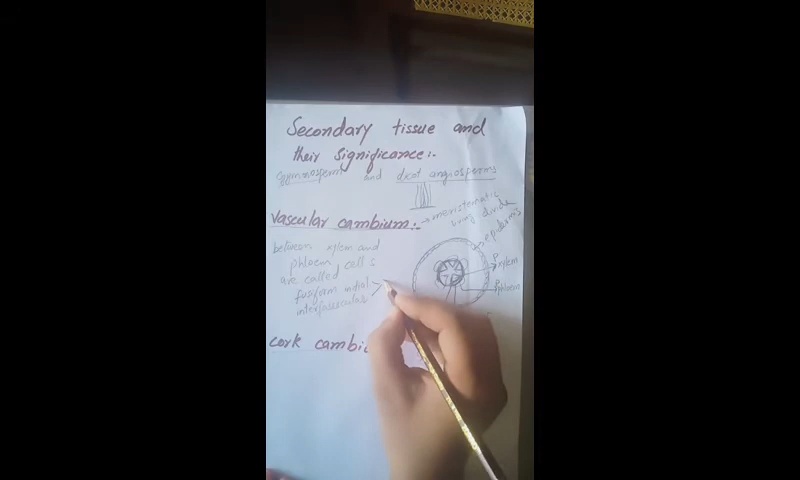 Secondary tissue and
their significance:-
gymnosperm and dicot angiosperms
Vascular cambium:- → meristematic
living divide
between xylem and
phloem cells
are called
fusiform initial
interfascicular
epidermis
P xylem
P phloem
cork cambi